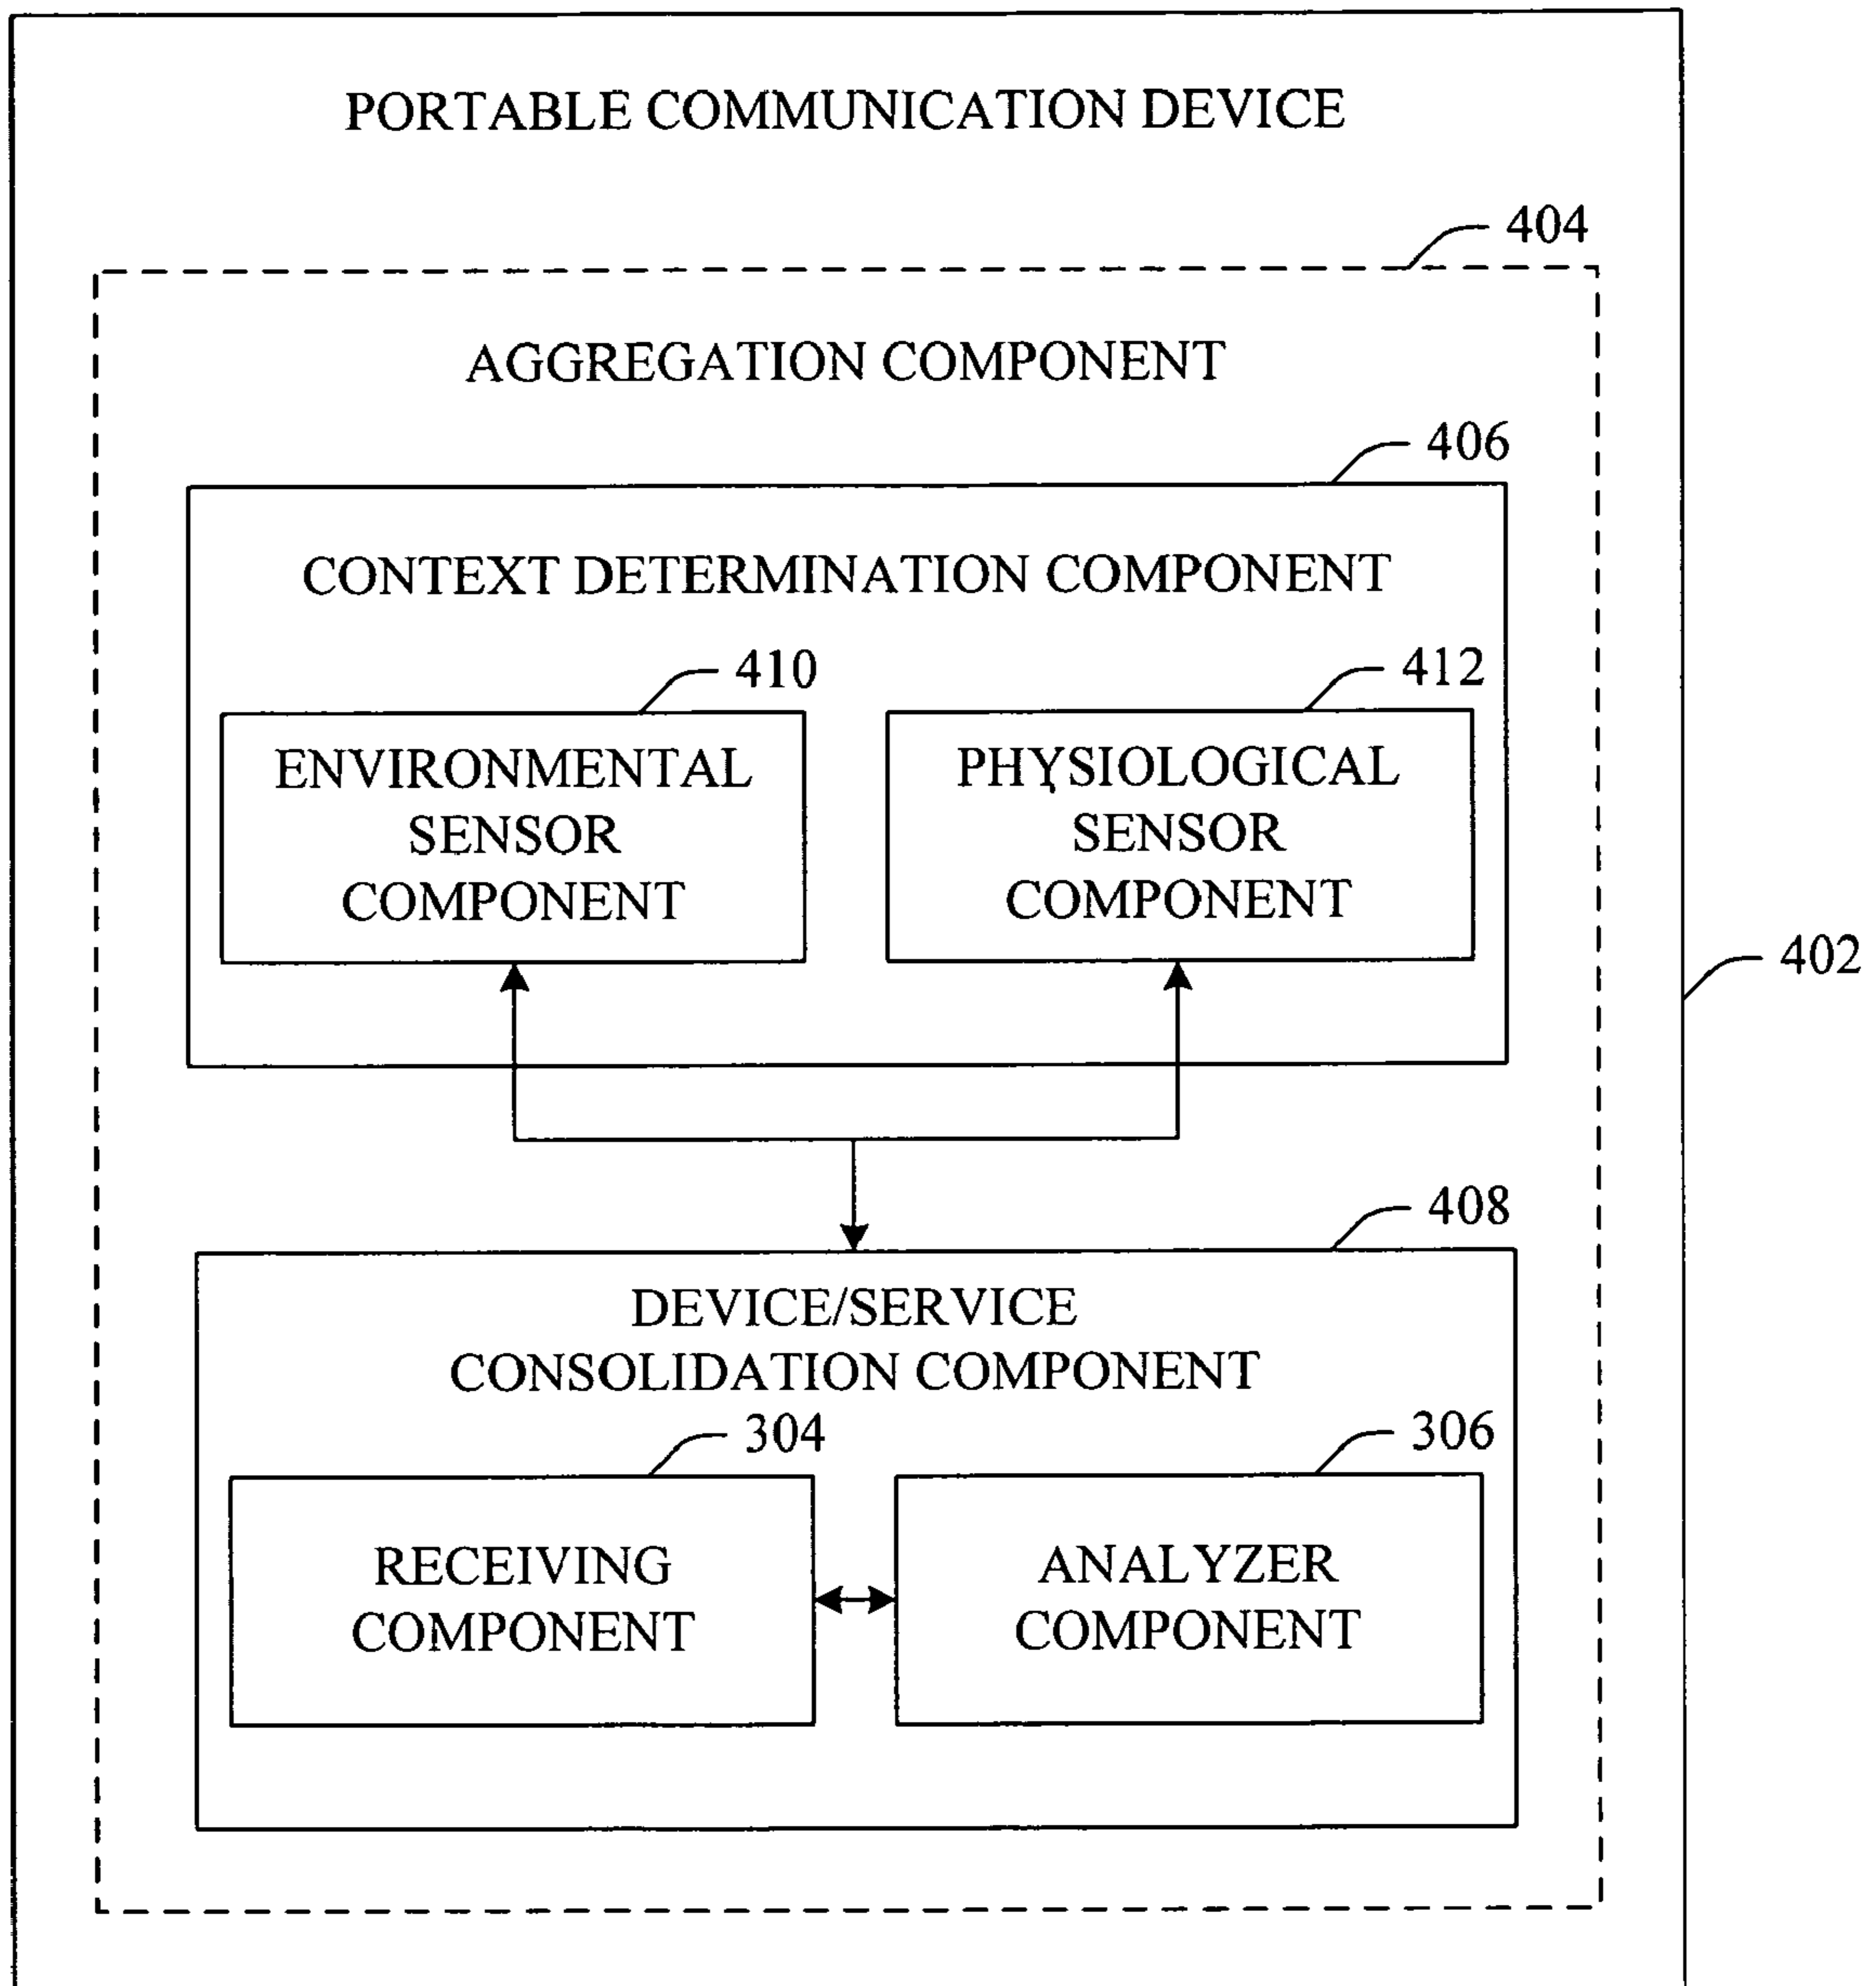 PORTABLE COMMUNICATION DEVICE
404
AGGREGATION COMPONENT
406
CONTEXT DETERMINATION COMPONENT
410
412
ENVIRONMENTAL
SENSOR
COMPONENT
PHYSIOLOGICAL
SENSOR
COMPONENT
402
408
DEVICE/SERVICE
CONSOLIDATION COMPONENT
304
306
RECEIVING
COMPONENT
ANALYZER
COMPONENT